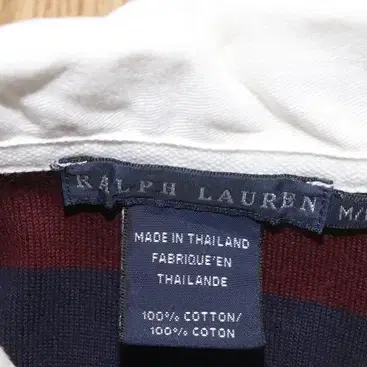 RALPH LAUREN
M/
MADE IN THAILAND
FABRIQUE'EN
THAILANDE
100% COTTON/
100% COTON